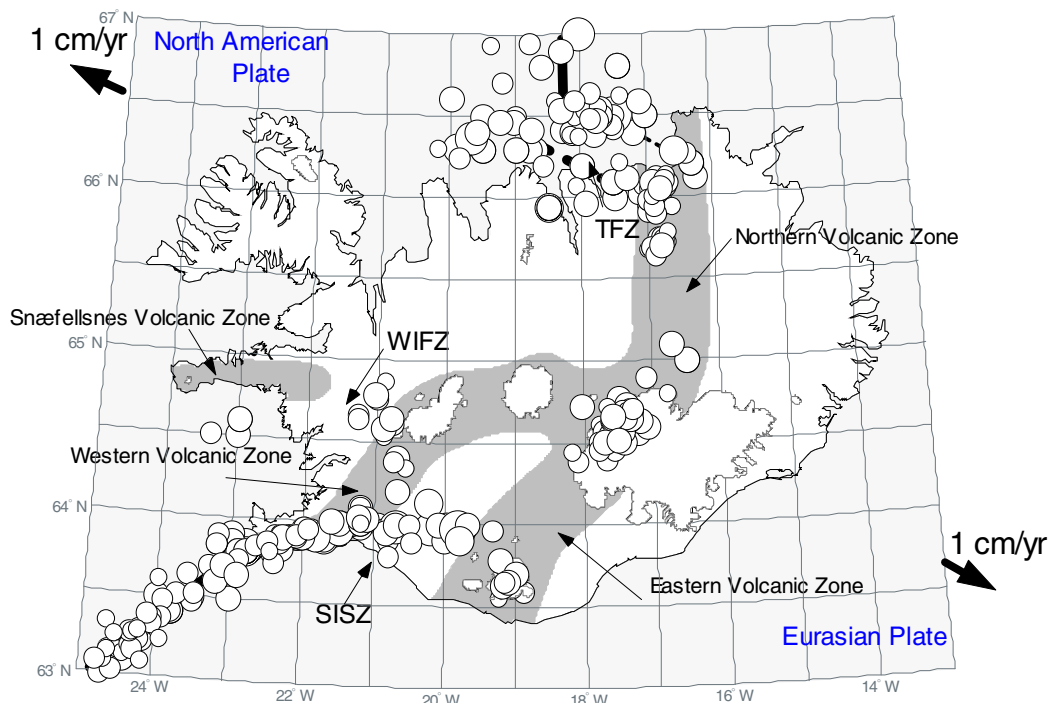 67° N
1 cm/yr
North American
Plate
66° N
TFZ
Northern Volcanic Zone
Snæfellsnes Volcanic Zone
65° N
WIFZ
Western Volcanic Zone
64° N
1 cm/yr
Eastern Volcanic Zone
SISZ
Eurasian Plate
63° N
24° W
22° W
20° W
18° W
16° W
14° W